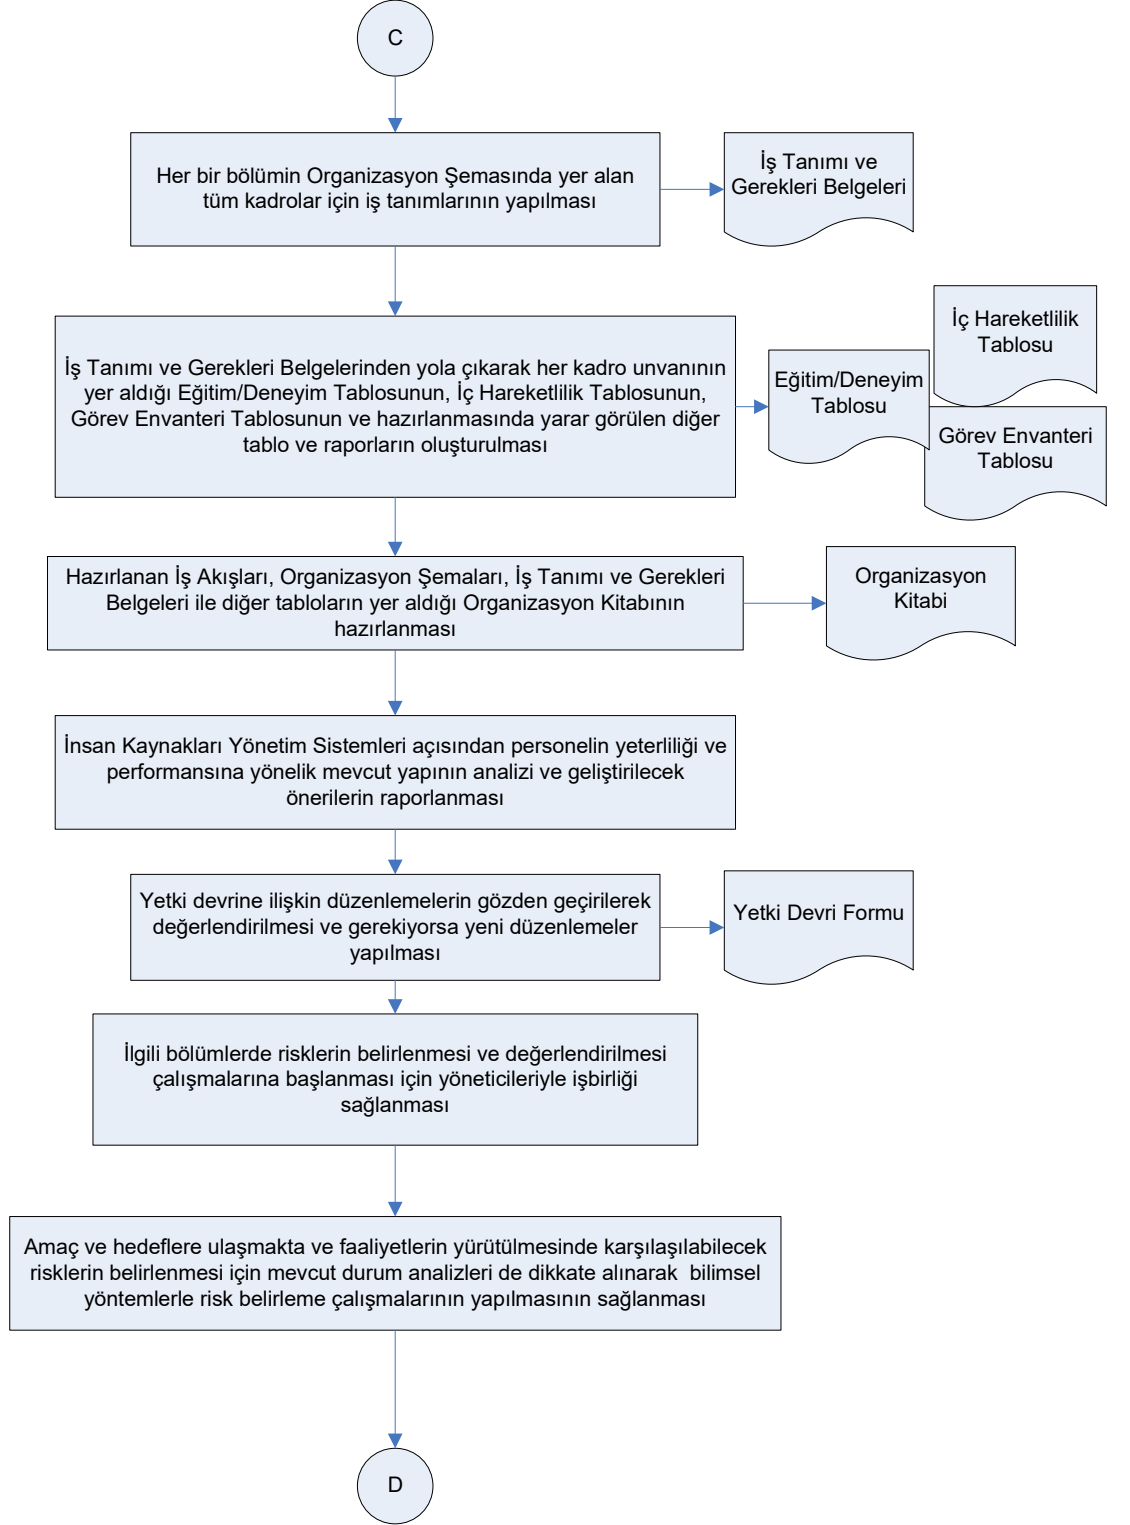 C
Her bir bölümin Organizasyon Şemasında yer alan
tüm kadrolar için iş tanımlarının yapılması
İş Tanımı ve
Gerekleri Belgeleri
İş Tanımı ve Gerekleri Belgelerinden yola çıkarak her kadro unvanının
yer aldığı Eğitim/Deneyim Tablosunun, İç Hareketlilik Tablosunun,
Görev Envanteri Tablosunun ve hazırlanmasında yarar görülen diğer
tablo ve raporların oluşturulması
Eğitim/Deneyim
Tablosu
İç Hareketlilik
Tablosu
Görev Envanteri
Tablosu
Hazırlanan İş Akışları, Organizasyon Şemaları, İş Tanımı ve Gerekleri
Belgeleri ile diğer tabloların yer aldığı Organizasyon Kitabının
hazırlanması
Organizasyon
Kitabi
İnsan Kaynakları Yönetim Sistemleri açısından personelin yeterliliği ve
performansına yönelik mevcut yapının analizi ve geliştirilecek
önerilerin raporlanması
Yetki devrine ilişkin düzenlemelerin gözden geçirilerek
değerlendirilmesi ve gerekiyorsa yeni düzenlemeler
yapılması
Yetki Devri Formu
İlgili bölümlerde risklerin belirlenmesi ve değerlendirilmesi
çalışmalarına başlanması için yöneticileriyle işbirliği
sağlanması
Amaç ve hedeflere ulaşmakta ve faaliyetlerin yürütülmesinde karşılaşılabilecek
risklerin belirlenmesi için mevcut durum analizleri de dikkate alınarak  bilimsel
yöntemlerle risk belirleme çalışmalarının yapılmasının sağlanması
D